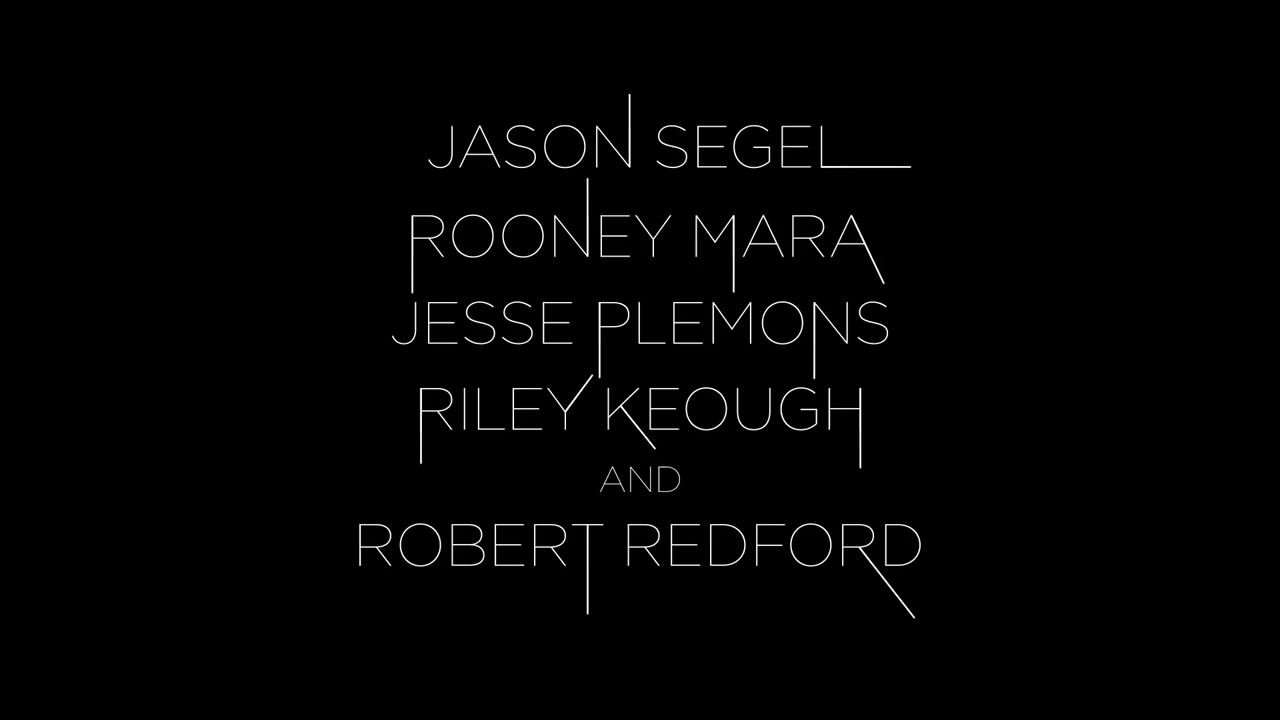 JASON SEGEL
ROONEY MARA
JESSE PLEMONS
RILEY KEOUGH
AND
ROBERT REDFORD